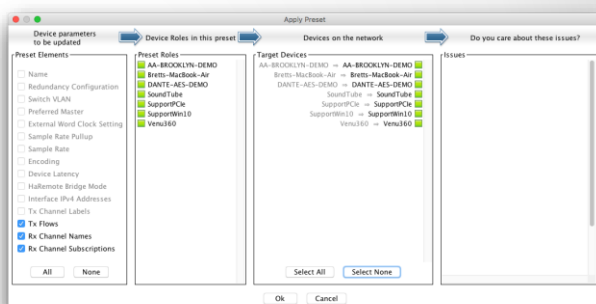 Apply Preset
Device parameters
to be updated
Device Roles in this preset
Devices on the network
Do you care about these issues?
Preset Elements
Name
Redundancy Configuration
Switch VLAN
Preferred Master
External Word Clock Setting
Sample Rate Pullup
Sample Rate
Encoding
Device Latency
HaRemote Bridge Mode
Interface IPv4 Addresses
Tx Channel Labels
Tx Flows
Rx Channel Names
Rx Channel Subscriptions
All None
Preset Roles
AA-BROOKLYN-DEMO
Bretts-MacBook-Air
DANTE-AES-DEMO
SoundTube
SupportPCIe
SupportWin10
Venu360
Target Devices
AA-BROOKLYN-DEMO → AA-BROOKLYN-DEMO
Bretts-MacBook-Air → Bretts-MacBook-Air
DANTE-AES-DEMO → DANTE-AES-DEMO
SoundTube → SoundTube
SupportPCIe → SupportPCIe
SupportWin10 → SupportWin10
Venu360 → Venu360
Select All Select None
Issues
Ok Cancel